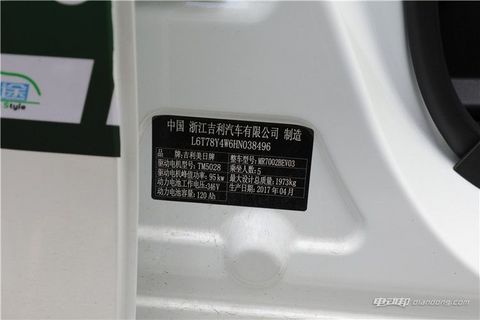 途
Style
中国 浙江吉利汽车有限公司 制造
L6T78Y4W6HN038496
品牌:吉利美日牌 整车型号:MR7002BEV03
驱动电机型号:TM5028 乘坐人数:5
驱动电机峰值功率:95kW 最大设计总质量:1973kg
动力电池工作电压:346V 2017年04月
动力电池容量:120Ah
电动邦 diandong.com